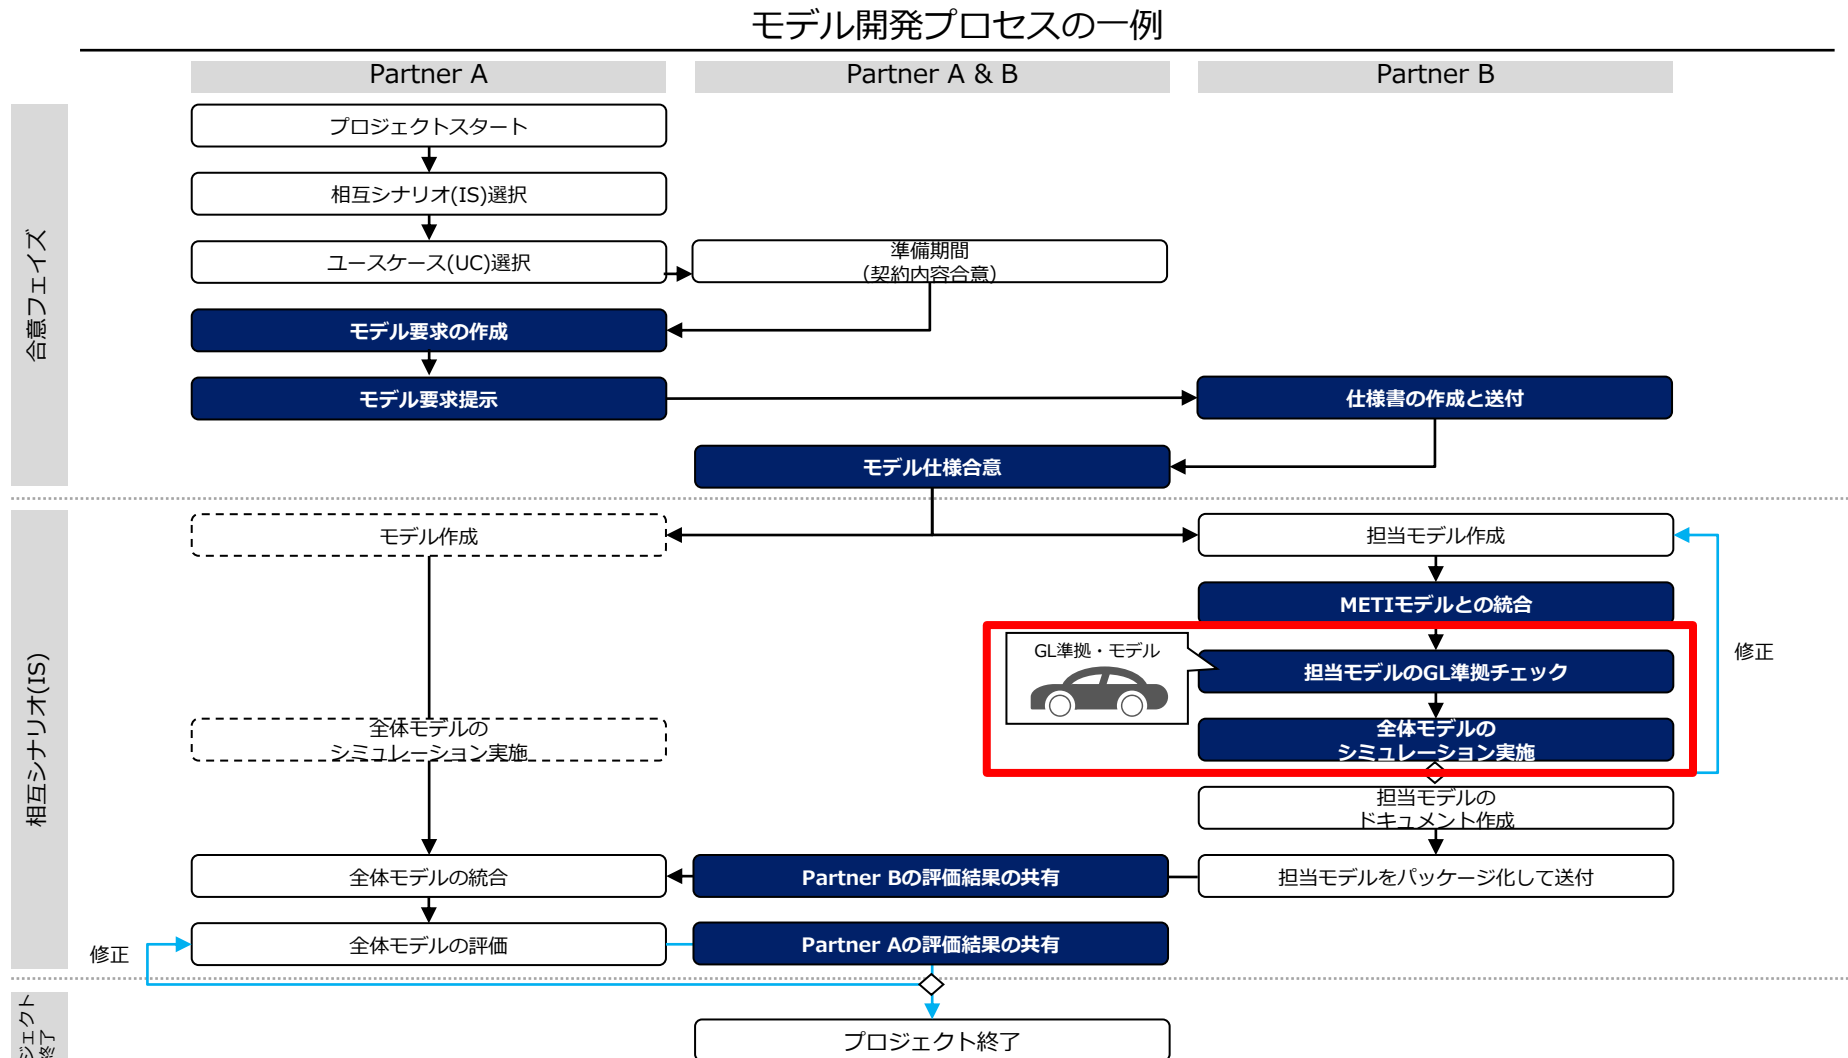 モデル開発プロセスの一例
Partner A
Partner A & B
Partner B
合意フェイズ
プロジェクトスタート
相互シナリオ(IS)選択
ユースケース(UC)選択
準備期間
（契約内容合意）
モデル要求の作成
モデル要求提示
仕様書の作成と送付
モデル仕様合意
相互シナリオ(IS)
モデル作成
担当モデル作成
METIモデルとの統合
GL準拠・モデル
担当モデルのGL準拠チェック
修正
全体モデルの
シミュレーション実施
全体モデルの
シミュレーション実施
担当モデルの
ドキュメント作成
全体モデルの統合
Partner Bの評価結果の共有
担当モデルをパッケージ化して送付
修正
全体モデルの評価
Partner Aの評価結果の共有
ジェクト
終了
プロジェクト終了